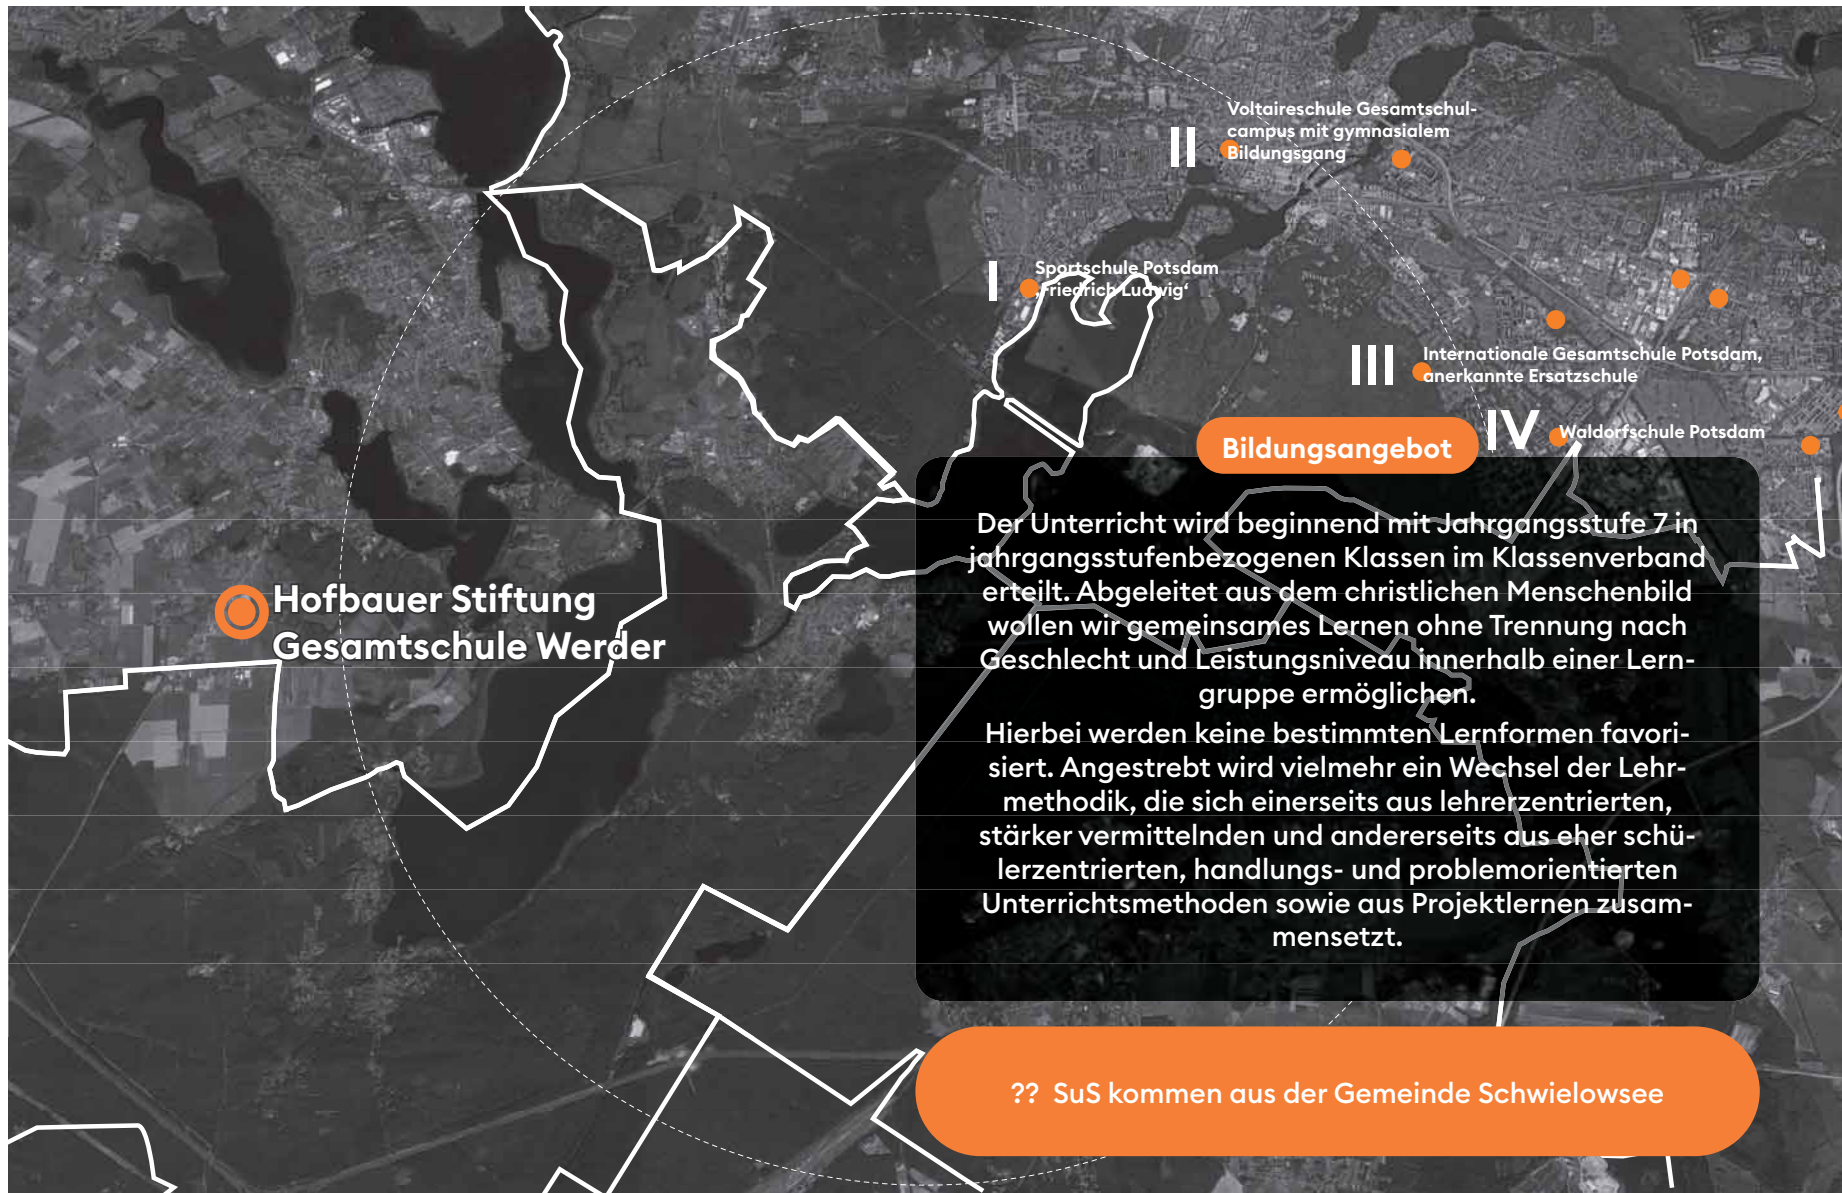 Voltaireschule Gesamtschul-
campus mit gymnasialem
Bildungsgang
II
I
Sportschule Potsdam
‚Friedrich Ludwig‘
III
Internationale Gesamtschule Potsdam,
anerkannte Ersatzschule
IV
Waldorfschule Potsdam
Bildungsangebot
Der Unterricht wird beginnend mit Jahrgangsstufe 7 in
jahrgangsstufenbezogenen Klassen im Klassenverband
erteilt. Abgeleitet aus dem christlichen Menschenbild
wollen wir gemeinsames Lernen ohne Trennung nach
Geschlecht und Leistungsniveau innerhalb einer Lern-
gruppe ermöglichen.
Hierbei werden keine bestimmten Lernformen favori-
siert. Angestrebt wird vielmehr ein Wechsel der Lehr-
methodik, die sich einerseits aus lehrerzentrierten,
stärker vermittelnden und andererseits aus eher schü-
lerzentrierten, handlungs- und problemorientierten
Unterrichtsmethoden sowie aus Projektlernen zusam-
mensetzt.
Hofbauer Stiftung
Gesamtschule Werder
?? SuS kommen aus der Gemeinde Schwielowsee